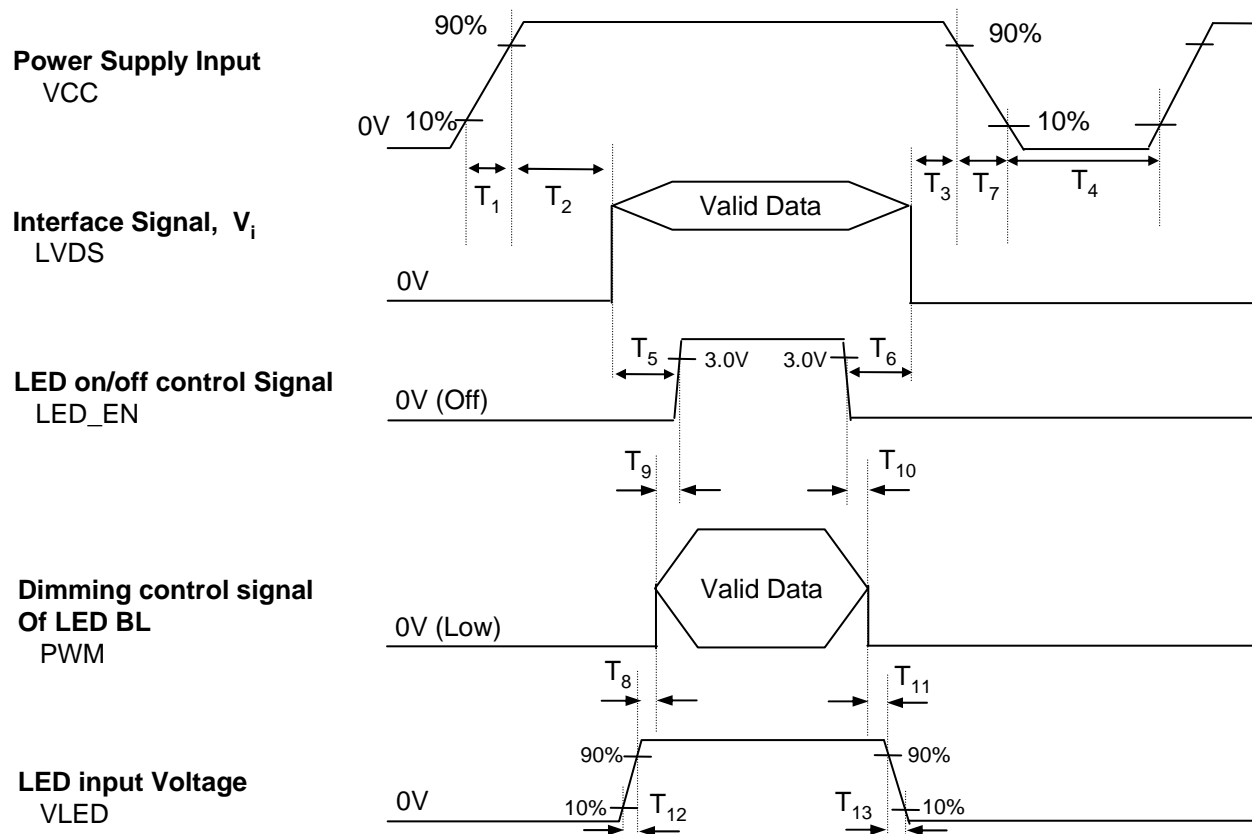 90%
90%
Power Supply Input
VCC
0V
10%
10%
T1
T2
T3
T7
T4
Interface Signal, Vi
LVDS
Valid Data
0V
T5
T6
3.0V
3.0V
LED on/off control Signal
LED_EN
0V (Off)
T9
T10
Dimming control signal
Of LED BL
PWM
Valid Data
0V (Low)
T8
T11
90%
90%
LED input Voltage
VLED
0V
10%
T12
T13
10%